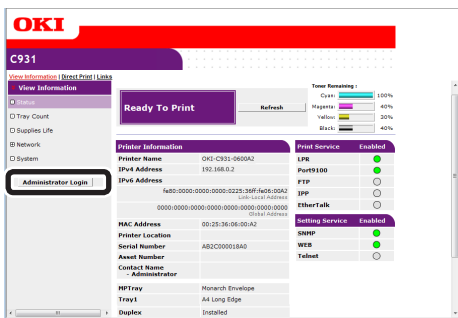 OKI
C931
View Information | Direct Print | Links
View Information
Status
Tray Count
Supplies Life
Network
System
Administrator Login
Ready To Print
Refresh
Toner Remaining :
Cyan: 100%
Magenta: 40%
Yellow: 30%
Black: 40%
Printer Information
Printer Name OKI-C931-0600A2
IPv4 Address 192.168.0.2
IPv6 Address
fe80:0000:0000:0000:0225:36ff:fe06:00A2
Link-Local Address
0000:0000:0000:0000:0000:0000:0000:0000
Global Address
MAC Address 00:25:36:06:00:A2
Printer Location
Serial Number AB2C000018A0
Asset Number
Contact Name
- Administrator
MPTray Monarch Envelope
Tray1 A4 Long Edge
Duplex Installed
Print Service Enabled
LPR
Port9100
FTP
IPP
EtherTalk
Setting Service Enabled
SNMP
WEB
Telnet